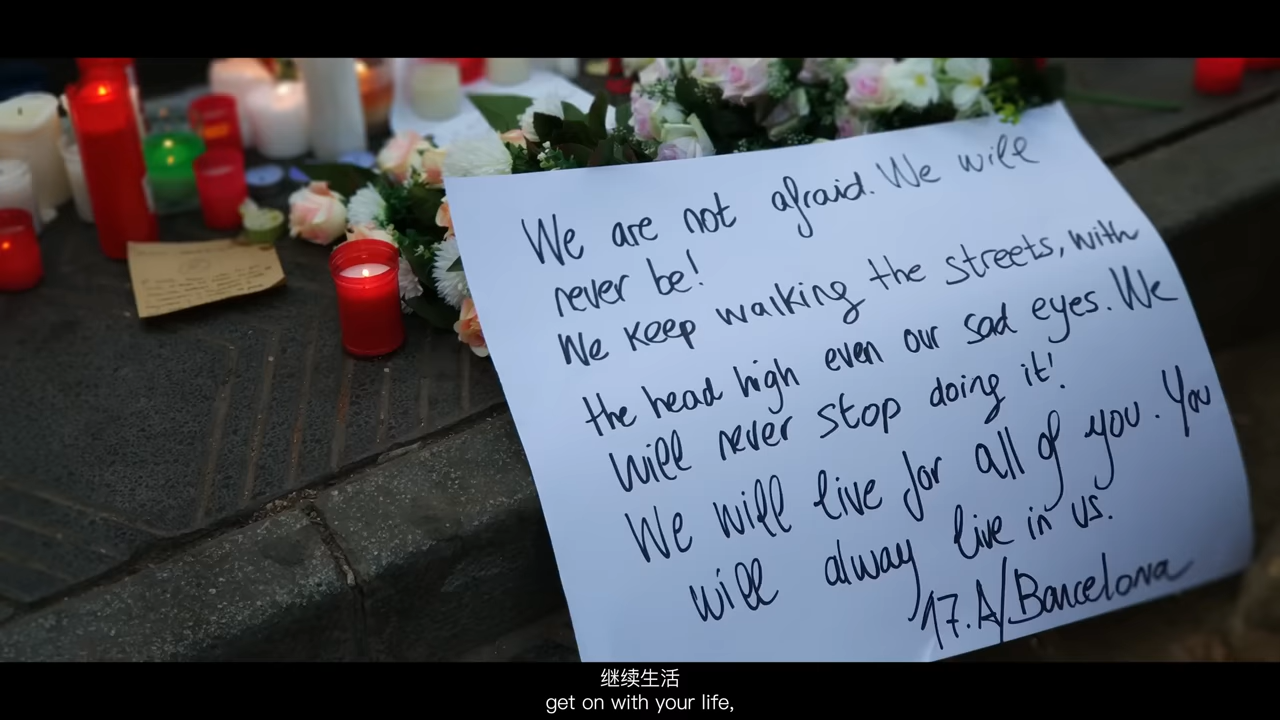 We are not afraid. We will
never be!
We keep walking the streets, with
the head high even our sad eyes. We
will never stop doing it!
We will live for all of you. You
will alway live in us.
17.A/Barcelona
继续生活
get on with your life,